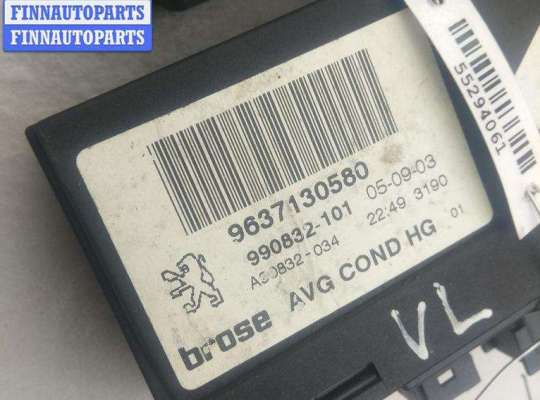 FINNAUTOPARTS
FINNAUTOPARTS
55294061
9637130580
990832-101 05-09-03
A30832-034 22:49 3190
AVG COND HG 01
brose
VL